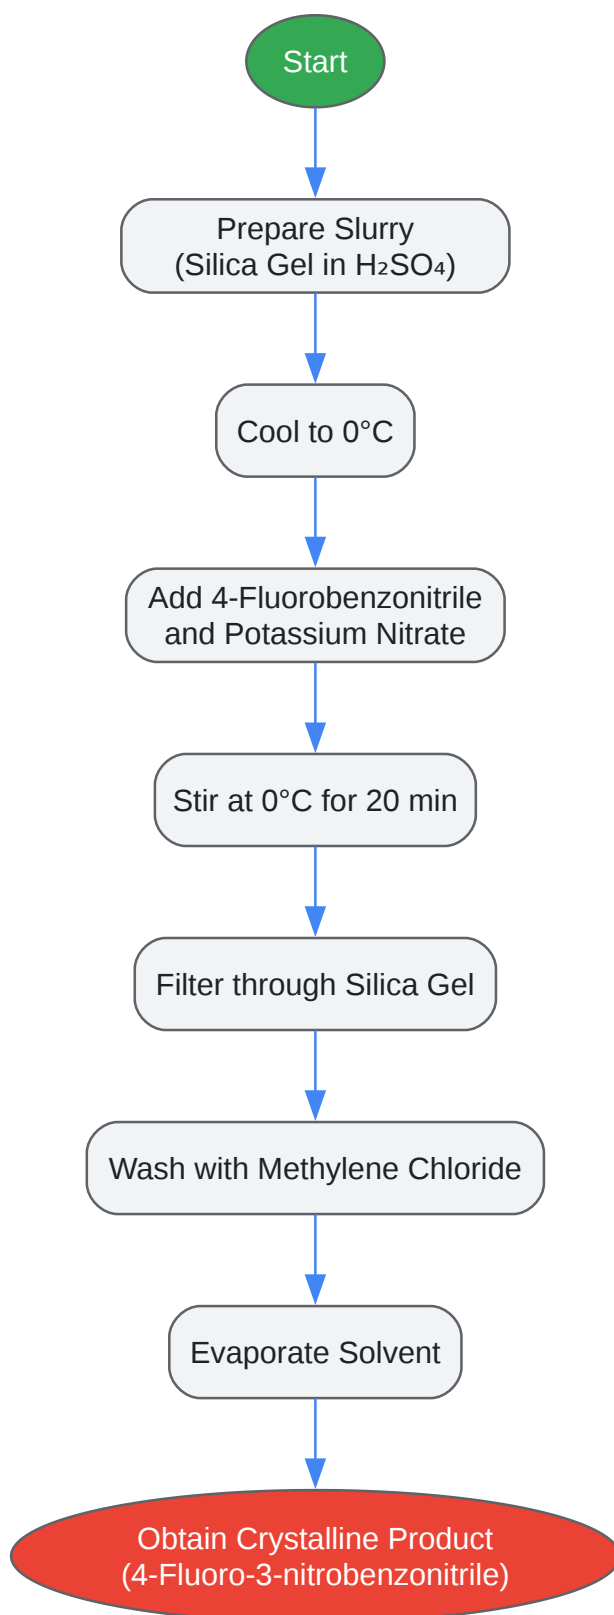 Start
Prepare Slurry
(Silica Gel in H₂SO₄)
Cool to 0°C
Add 4-Fluorobenzonitrile
and Potassium Nitrate
Stir at 0°C for 20 min
Filter through Silica Gel
Wash with Methylene Chloride
Evaporate Solvent
Obtain Crystalline Product
(4-Fluoro-3-nitrobenzonitrile)